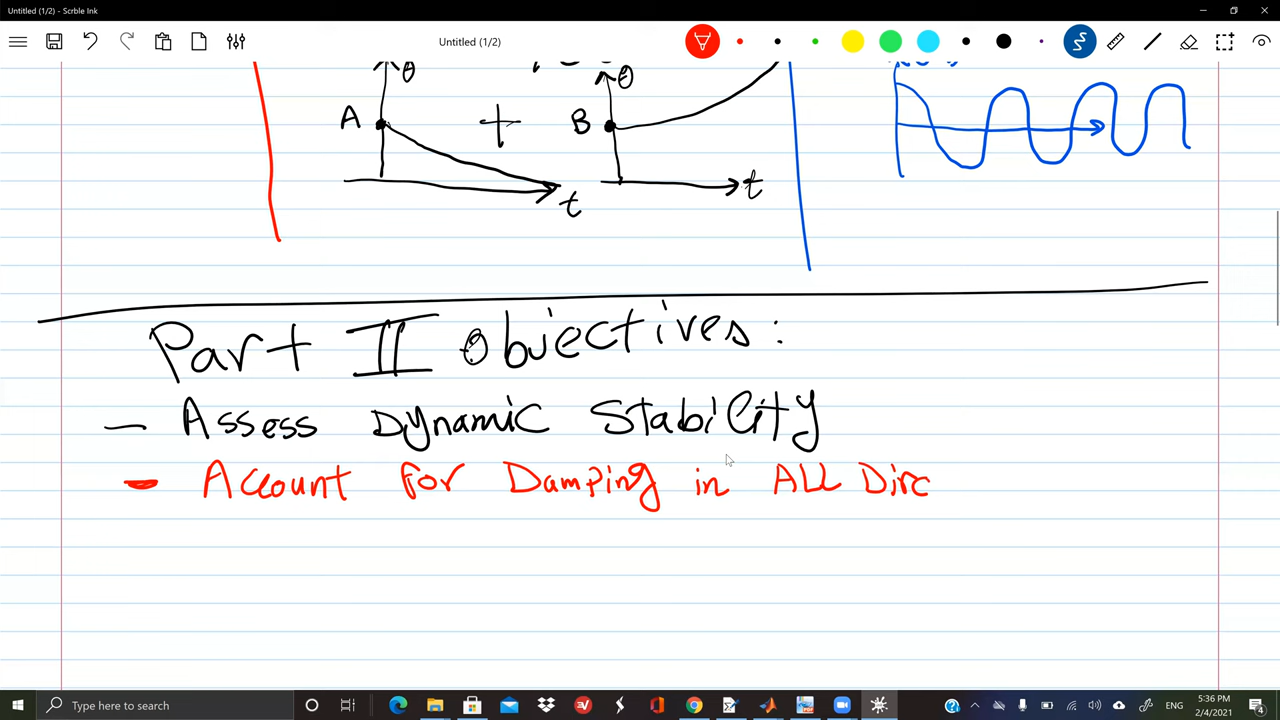 Untitled (1/2) - Scrble Ink
Untitled (1/2)
θ
θ
A
+
B
t
t
Part II Objectives:
- Assess Dynamic Stability
- Account for Damping in ALL Dirc
Type here to search
5:36 PM
2/4/2021
4